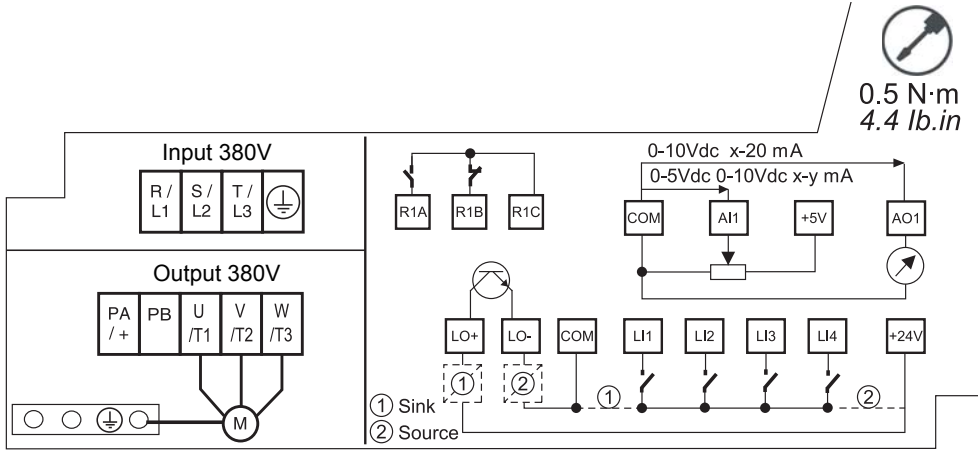 0.5 N·m
4.4 lb.in
Input 380V
R / L1
S / L2
T / L3
Output 380V
PA / +
PB
U /T1
V /T2
W /T3
M
R1A
R1B
R1C
0-10Vdc x-20 mA
0-5Vdc 0-10Vdc x-y mA
COM
AI1
+5V
AO1
LO+
LO-
COM
LI1
LI2
LI3
LI4
+24V
1
2
1
2
1 Sink
2 Source